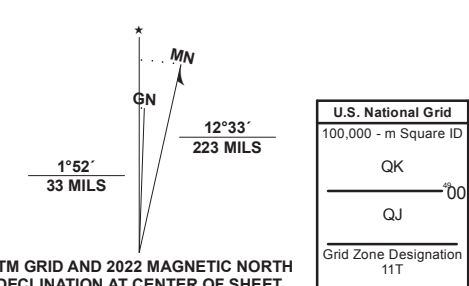 ★
MN
GN
12°33´
223 MILS
1°52´
33 MILS
TM GRID AND 2022 MAGNETIC NORTH
DECLINATION AT CENTER OF SHEET
U.S. National Grid
100,000 - m Square ID
QK
4900
QJ
Grid Zone Designation
11T